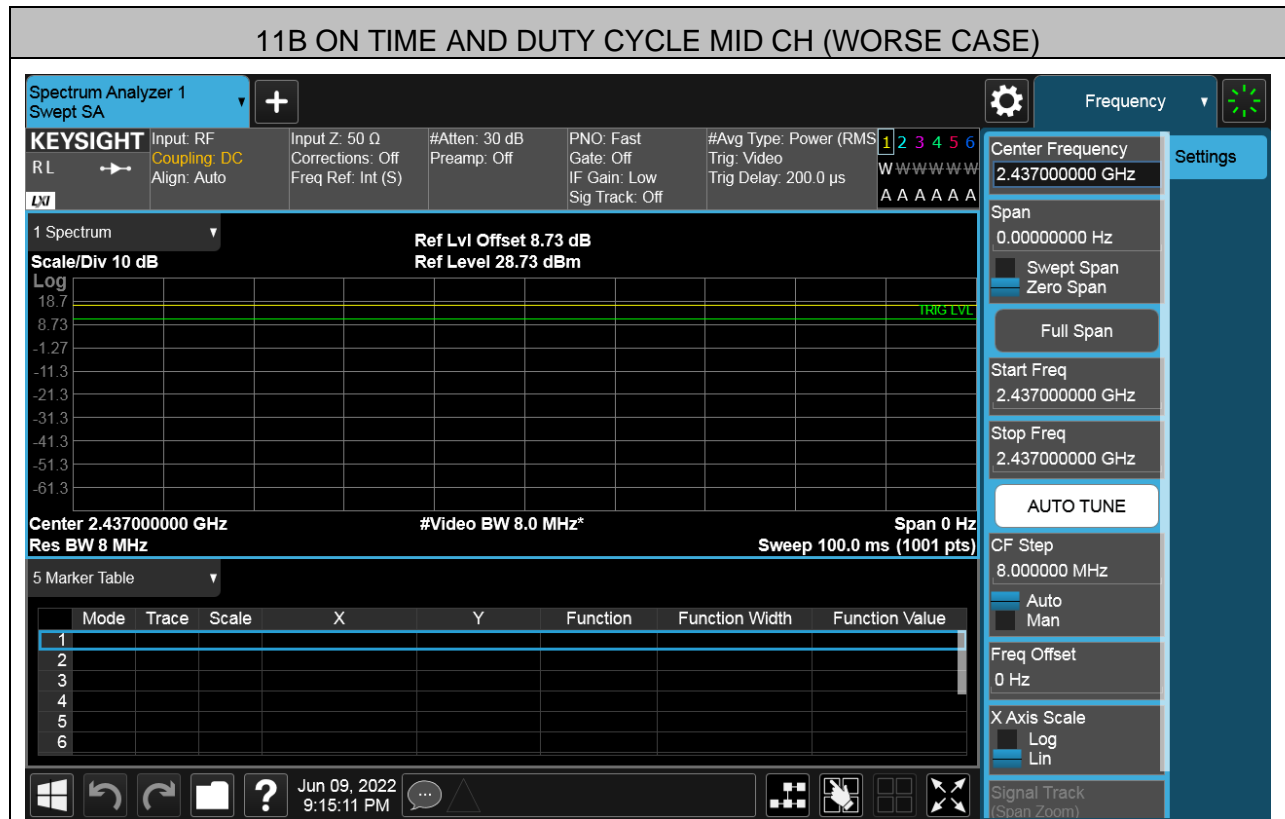 11B ON TIME AND DUTY CYCLE MID CH (WORSE CASE)
Spectrum Analyzer 1
Swept SA
Frequency
KEYSIGHT
RL
LXI
Input: RF
Coupling: DC
Align: Auto
Input Z: 50 Ω
Corrections: Off
Freq Ref: Int (S)
#Atten: 30 dB
Preamp: Off
PNO: Fast
Gate: Off
IF Gain: Low
Sig Track: Off
#Avg Type: Power (RMS
Trig: Video
Trig Delay: 200.0 µs
1 2 3 4 5 6
W W W W W W
A A A A A A
1 Spectrum
Scale/Div 10 dB
Ref Lvl Offset 8.73 dB
Ref Level 28.73 dBm
Log
18.7
8.73
-1.27
-11.3
-21.3
-31.3
-41.3
-51.3
-61.3
TRIG LVL
Center 2.437000000 GHz
#Video BW 8.0 MHz*
Span 0 Hz
Res BW 8 MHz
Sweep 100.0 ms (1001 pts)
5 Marker Table
Mode Trace Scale X Y Function Function Width Function Value
1
2
3
4
5
6
Center Frequency
2.437000000 GHz
Settings
Span
0.00000000 Hz
Swept Span
Zero Span
Full Span
Start Freq
2.437000000 GHz
Stop Freq
2.437000000 GHz
AUTO TUNE
CF Step
8.000000 MHz
Auto
Man
Freq Offset
0 Hz
X Axis Scale
Log
Lin
Signal Track
(Span Zoom)
?
Jun 09, 2022
9:15:11 PM